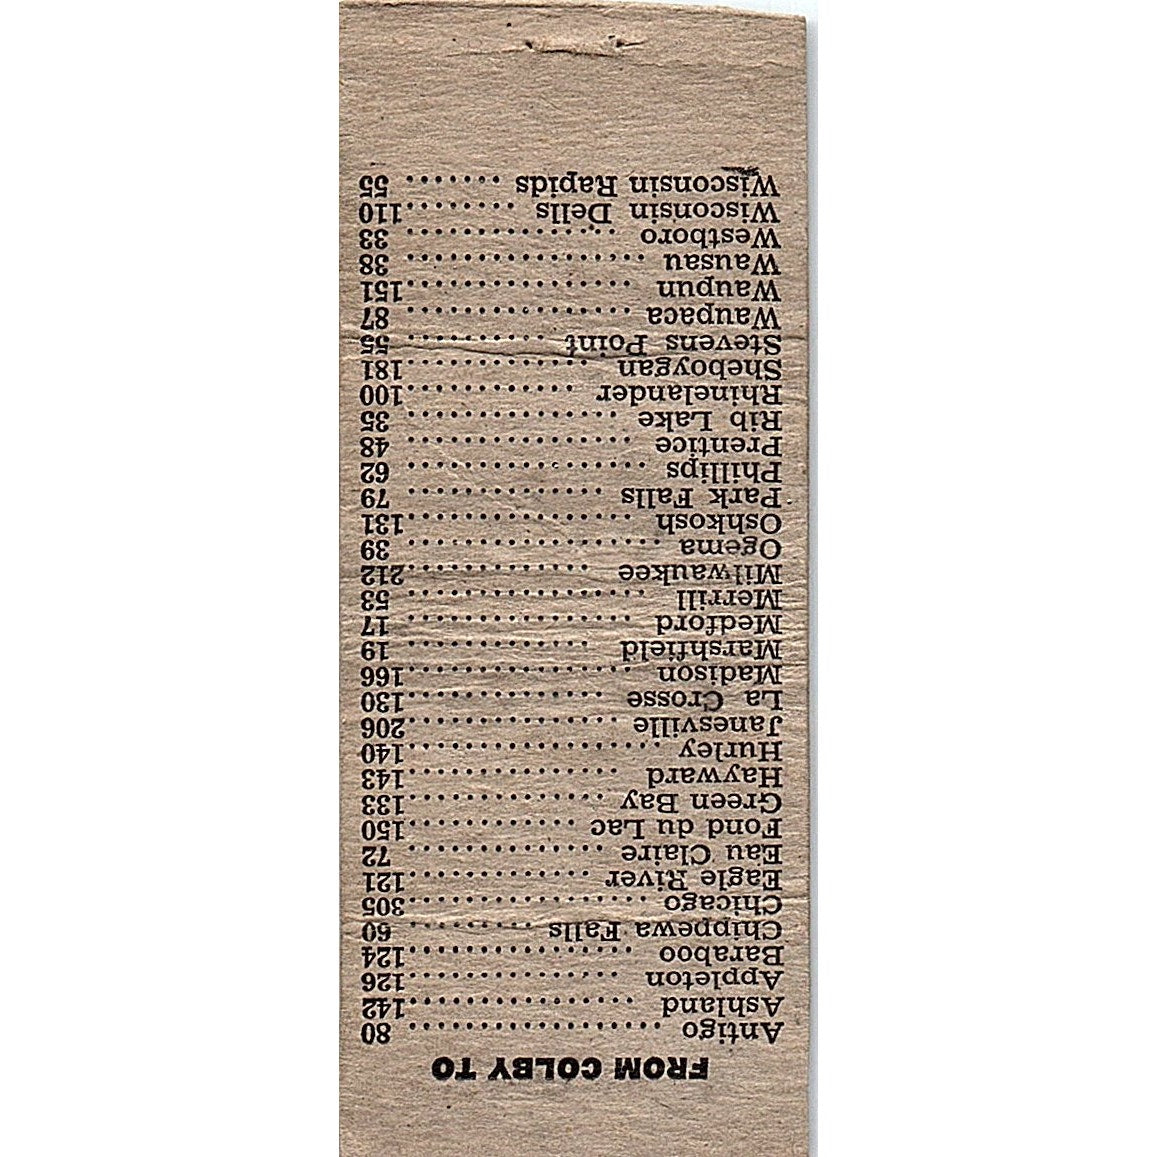 FROM COLBY TO
Antigo .................. 80
Ashland ................142
Appleton ............... 126
Baraboo ................124
Chippewa Falls ......... 60
Chicago .................305
Eagle River .............121
Eau Claire .............. 72
Fond du Lac ............150
Green Bay ..............133
Hayward ...............143
Hurley ..................140
Janesville ...............206
La Crosse ..............130
Madison ................166
Marshfield .............. 19
Medford ................ 17
Merrill ................. 53
Milwaukee .............212
Ogema .................. 39
Oshkosh ................131
Park Falls .............. 79
Phillips ................. 62
Prentice ................ 48
Rib Lake ............... 35
Rhinelander ............100
Sheboygan .............181
Stevens Point .......... 55
Waupaca ................ 87
Waupun ................151
Wausau ................. 38
Westboro ............... 33
Wisconsin Dells ........110
Wisconsin Rapids ....... 55